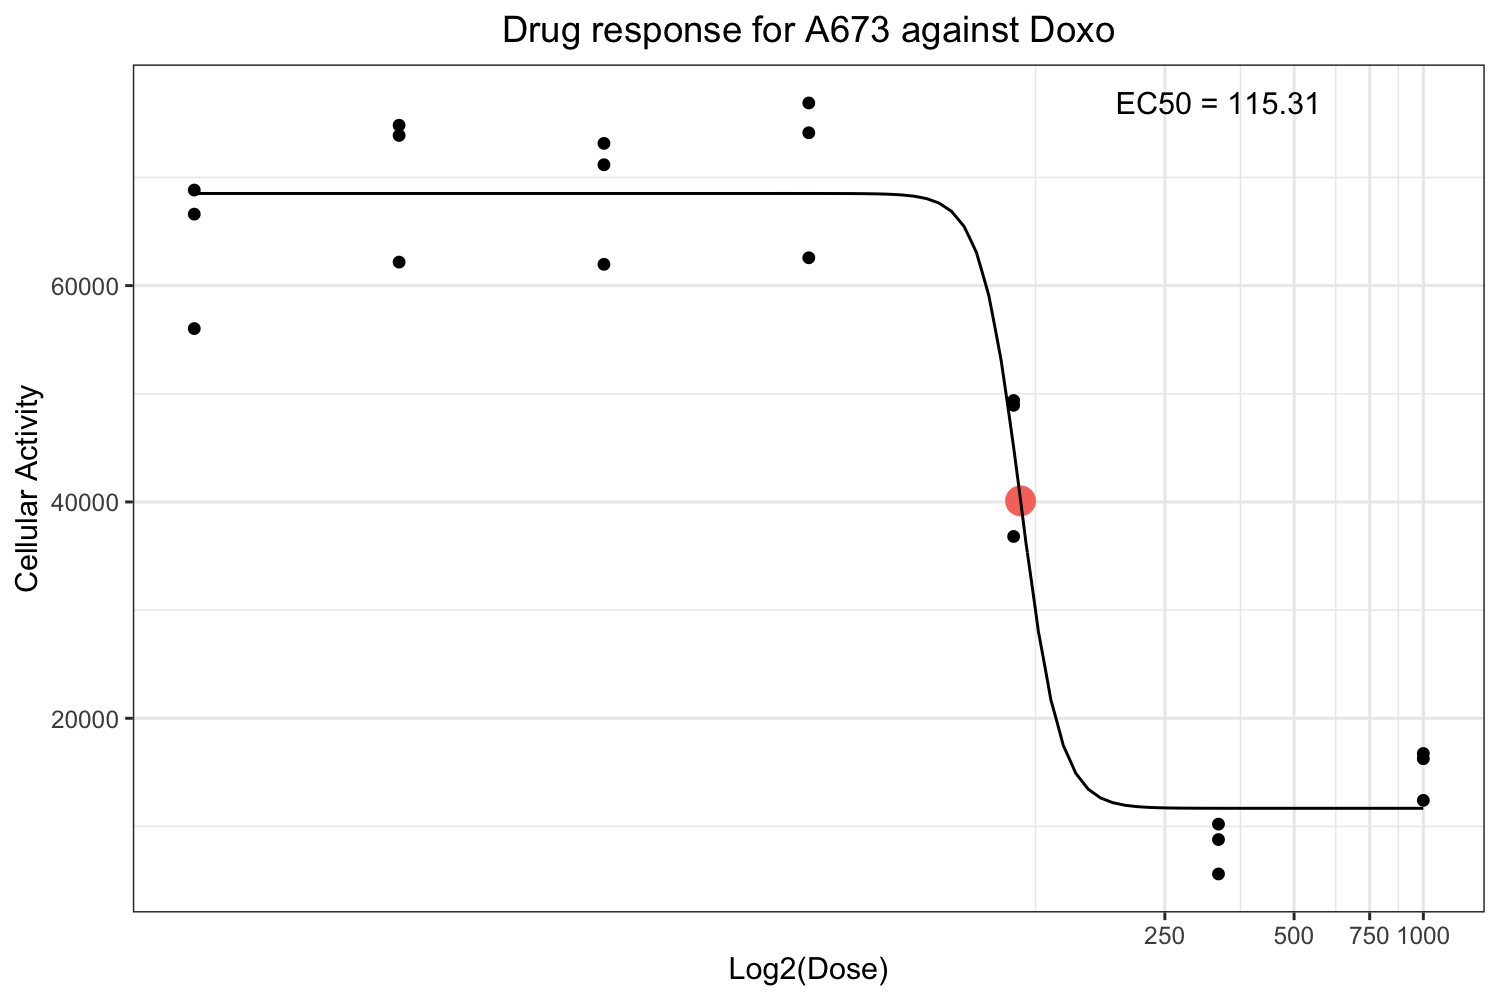 Drug response for A673 against Doxo
EC50 = 115.31
60000
40000
20000
Cellular Activity
250 500 750 1000
Log2(Dose)